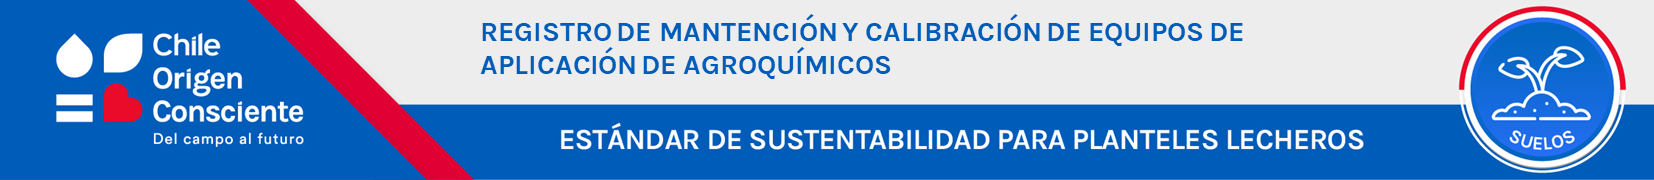 Chile
Origen
Consciente
Del campo al futuro
REGISTRO DE MANTENCIÓN Y CALIBRACIÓN DE EQUIPOS DE
APLICACIÓN DE AGROQUÍMICOS
ESTÁNDAR DE SUSTENTABILIDAD PARA PLANTELES LECHEROS
SUELOS